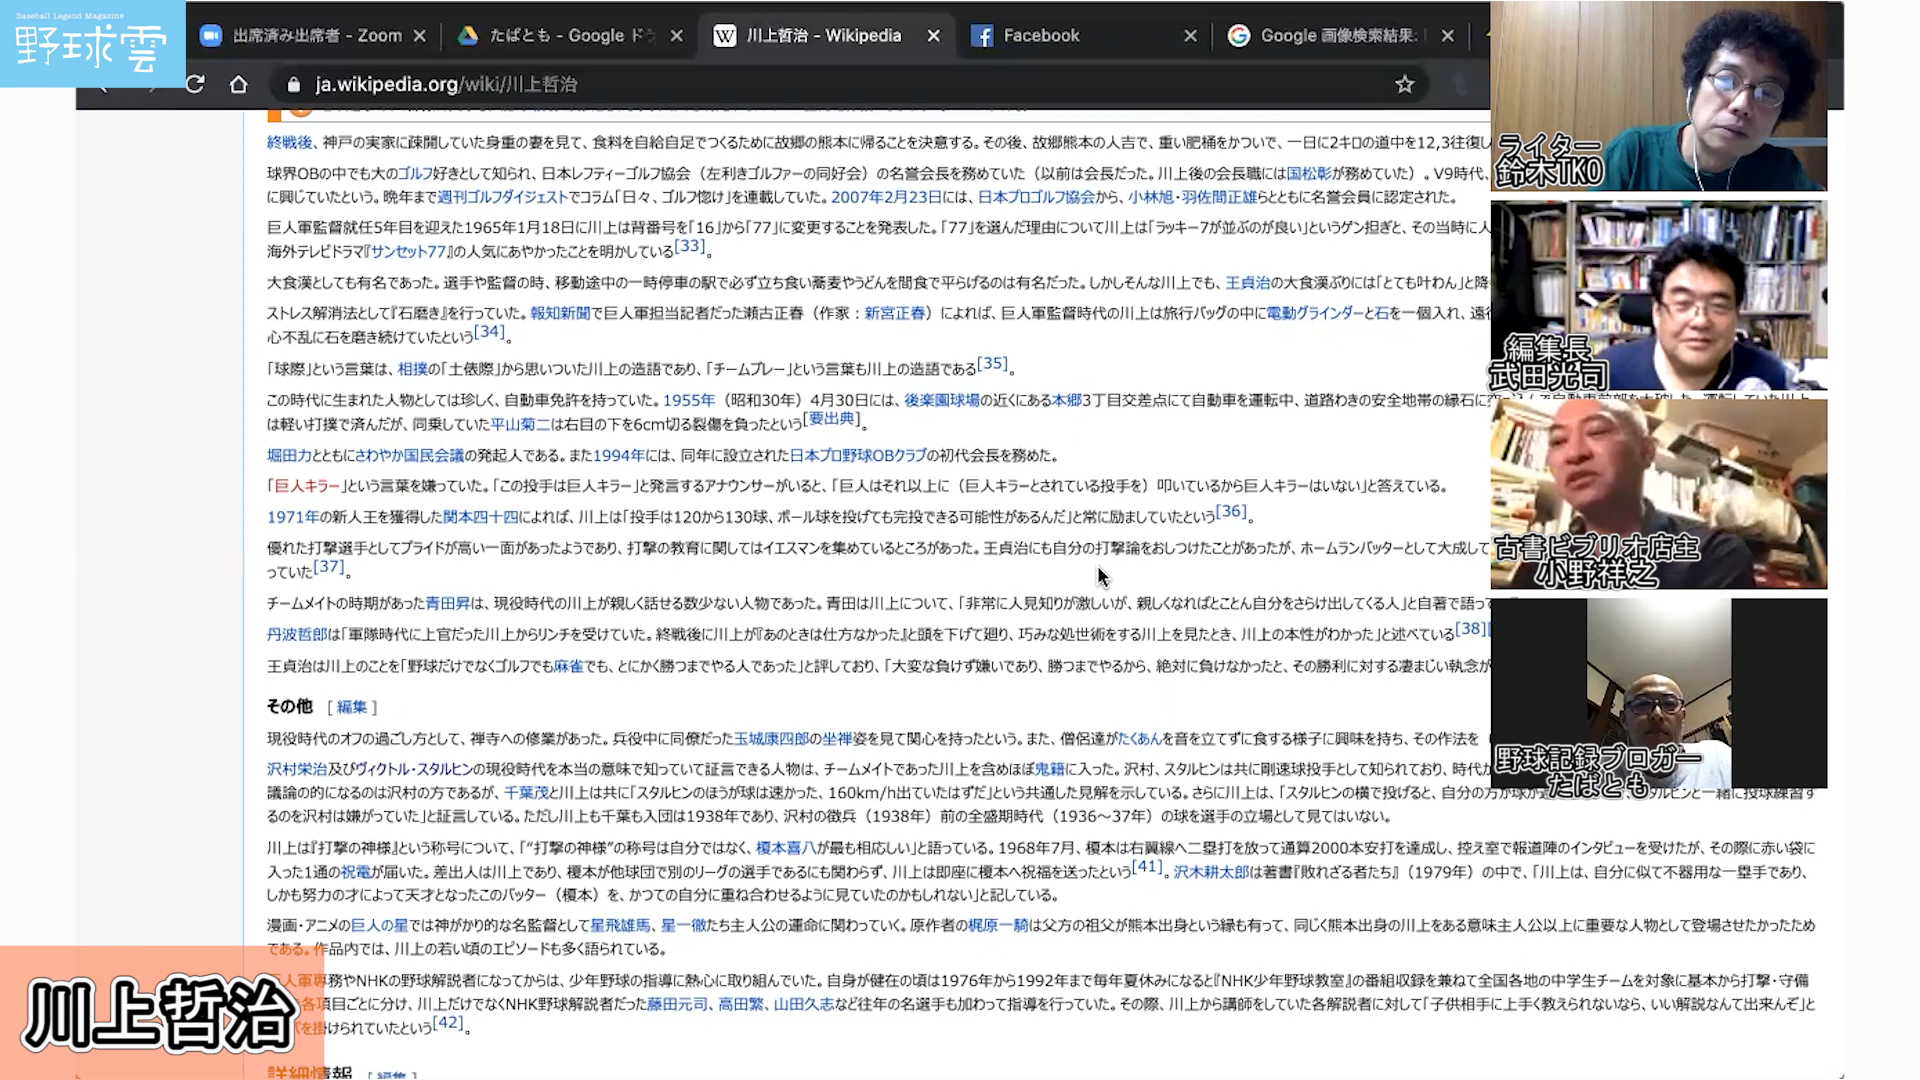 Baseball Legend Magazine
野球雲
出席済み出席者 - Zoom
たばとも - Google ド
川上哲治 - Wikipedia
Facebook
Google 画像検索結果:
ja.wikipedia.org/wiki/川上哲治
終戦後、神戸の実家に疎開していた身重の妻を見て、食料を自給自足でつくるために故郷の熊本に帰ることを決意する。その後、故郷熊本の人吉で、重い肥桶をかついで、一日に2キロの道中を12,3往復し
球界OBの中でも大のゴルフ好きとして知られ、日本レフティーゴルフ協会（左利きゴルファーの同好会）の名誉会長を務めていた（以前は会長だった。川上後の会長職には国松彰が務めていた）。V9時代、
に興じていたという。晩年まで週刊ゴルフダイジェストでコラム「日々、ゴルフ惚け」を連載していた。2007年2月23日には、日本プロゴルフ協会から、小林旭・羽佐間正雄らとともに名誉会員に認定された。
巨人軍監督就任5年目を迎えた1965年1月18日に川上は背番号を「16」から「77」に変更することを発表した。「77」を選んだ理由について川上は「ラッキー7が並ぶのが良い」というゲン担ぎと、その当時に人
海外テレビドラマ『サンセット77』の人気にあやかったことを明かしている[33]。
大食漢としても有名であった。選手や監督の時、移動途中の一時停車の駅で必ず立ち食い蕎麦やうどんを間食で平らげるのは有名だった。しかしそんな川上でも、王貞治の大食漢ぶりには「とても叶わん」と降
ストレス解消法として『石磨き』を行っていた。報知新聞で巨人軍担当記者だった瀬古正春（作家：新宮正春）によれば、巨人軍監督時代の川上は旅行バッグの中に電動グラインダーと石を一個入れ、遠
心不乱に石を磨き続けていたという[34]。
「球際」という言葉は、相撲の「土俵際」から思いついた川上の造語であり、「チームプレー」という言葉も川上の造語である[35]。
この時代に生まれた人物としては珍しく、自動車免許を持っていた。1955年（昭和30年）4月30日には、後楽園球場の近くにある本郷3丁目交差点にて自動車を運転中、道路わきの安全地帯の縁石に
は軽い打撲で済んだが、同乗していた平山菊二は右目の下を6cm切る裂傷を負ったという[要出典]。
堀田力とともにさわやか国民会議の発起人である。また1994年には、同年に設立された日本プロ野球OBクラブの初代会長を務めた。
「巨人キラー」という言葉を嫌っていた。「この投手は巨人キラー」と発言するアナウンサーがいると、「巨人はそれ以上に（巨人キラーとされている投手を）叩いているから巨人キラーはいない」と答えている。
1971年の新人王を獲得した関本四十四によれば、川上は「投手は120から130球、ボール球を投げても完投できる可能性があるんだ」と常に励ましていたという[36]。
優れた打撃選手としてプライドが高い一面があったようであり、打撃の教育に関してはイエスマンを集めているところがあった。王貞治にも自分の打撃論をおしつけたことがあったが、ホームランバッターとして大成して
っていた[37]。
チームメイトの時期があった青田昇は、現役時代の川上が親しく話せる数少ない人物であった。青田は川上について、「非常に人見知りが激しいが、親しくなればとことん自分をさらけ出してくる人」と自著で語って
丹波哲郎は「軍隊時代に上官だった川上からリンチを受けていた。終戦後に川上が『あのときは仕方なかった』と頭を下げて廻り、巧みな処世術をする川上を見たとき、川上の本性がわかった」と述べている[38]
王貞治は川上のことを「野球だけでなくゴルフでも麻雀でも、とにかく勝つまでやる人であった」と評しており、「大変な負けず嫌いであり、勝つまでやるから、絶対に負けなかったと、その勝利に対する凄まじい執念が
その他 [編集]
現役時代のオフの過ごし方として、禅寺への修業があった。兵役中に同僚だった玉城康四郎の坐禅姿を見て関心を持ったという。また、僧侶達がたくあんを音を立てずに食する様子に興味を持ち、その作法を
沢村栄治及びヴィクトル・スタルヒンの現役時代を本当の意味で知っていて証言できる人物は、チームメイトであった川上を含めほぼ鬼籍に入った。沢村、スタルヒンは共に剛速球投手として知られており、時代か
議論の的になるのは沢村の方であるが、千葉茂と川上は共に「スタルヒンのほうが球は速かった、160km/h出ていたはずだ」という共通した見解を示している。さらに川上は、「スタルヒンの横で投げると、自分の方が球が
るのを沢村は嫌がっていた」と証言している。ただし川上も千葉も入団は1938年であり、沢村の徴兵（1938年）前の全盛期時代（1936～37年）の球を選手の立場として見てはいない。
川上は『打撃の神様』という称号について、「“打撃の神様”の称号は自分ではなく、榎本喜八が最も相応しい」と語っている。1968年7月、榎本は右翼線へ二塁打を放って通算2000本安打を達成し、控え室で報道陣のインタビューを受けたが、その際に赤い袋に
入った1通の祝電が届いた。差出人は川上であり、榎本が他球団で別のリーグの選手であるにも関わらず、川上は即座に榎本へ祝福を送ったという[41]。沢木耕太郎は著書『敗れざる者たち』（1979年）の中で、「川上は、自分に似て不器用な一塁手であり、
しかも努力の才によって天才となったこのバッター（榎本）を、かつての自分に重ね合わせるように見ていたのかもしれない」と記している。
漫画・アニメの巨人の星では神がかり的な名監督として星飛雄馬、星一徹たち主人公の運命に関わっていく。原作者の梶原一騎は父方の祖父が熊本出身という縁も有って、同じく熊本出身の川上をある意味主人公以上に重要な人物として登場させたかったため
である。作品内では、川上の若い頃のエピソードも多く語られている。
巨人軍専務やNHKの野球解説者になってからは、少年野球の指導に熱心に取り組んでいた。自身が健在の頃は1976年から1992年まで毎年夏休みになると『NHK少年野球教室』の番組収録を兼ねて全国各地の中学生チームを対象に基本から打撃・守備
各項目ごとに分け、川上だけでなくNHK野球解説者だった藤田元司、高田繁、山田久志など往年の名選手も加わって指導を行っていた。その際、川上から講師をしていた各解説者に対して「子供相手に上手く教えられないなら、いい解説なんて出来んぞ」と
を掛けられていたという[42]。
詳細情報 [編集]
ライター
鈴木TKO
編集長
武田光司
古書ビブリオ店主
小野祥之
野球記録ブロガー
たばとも
川上哲治